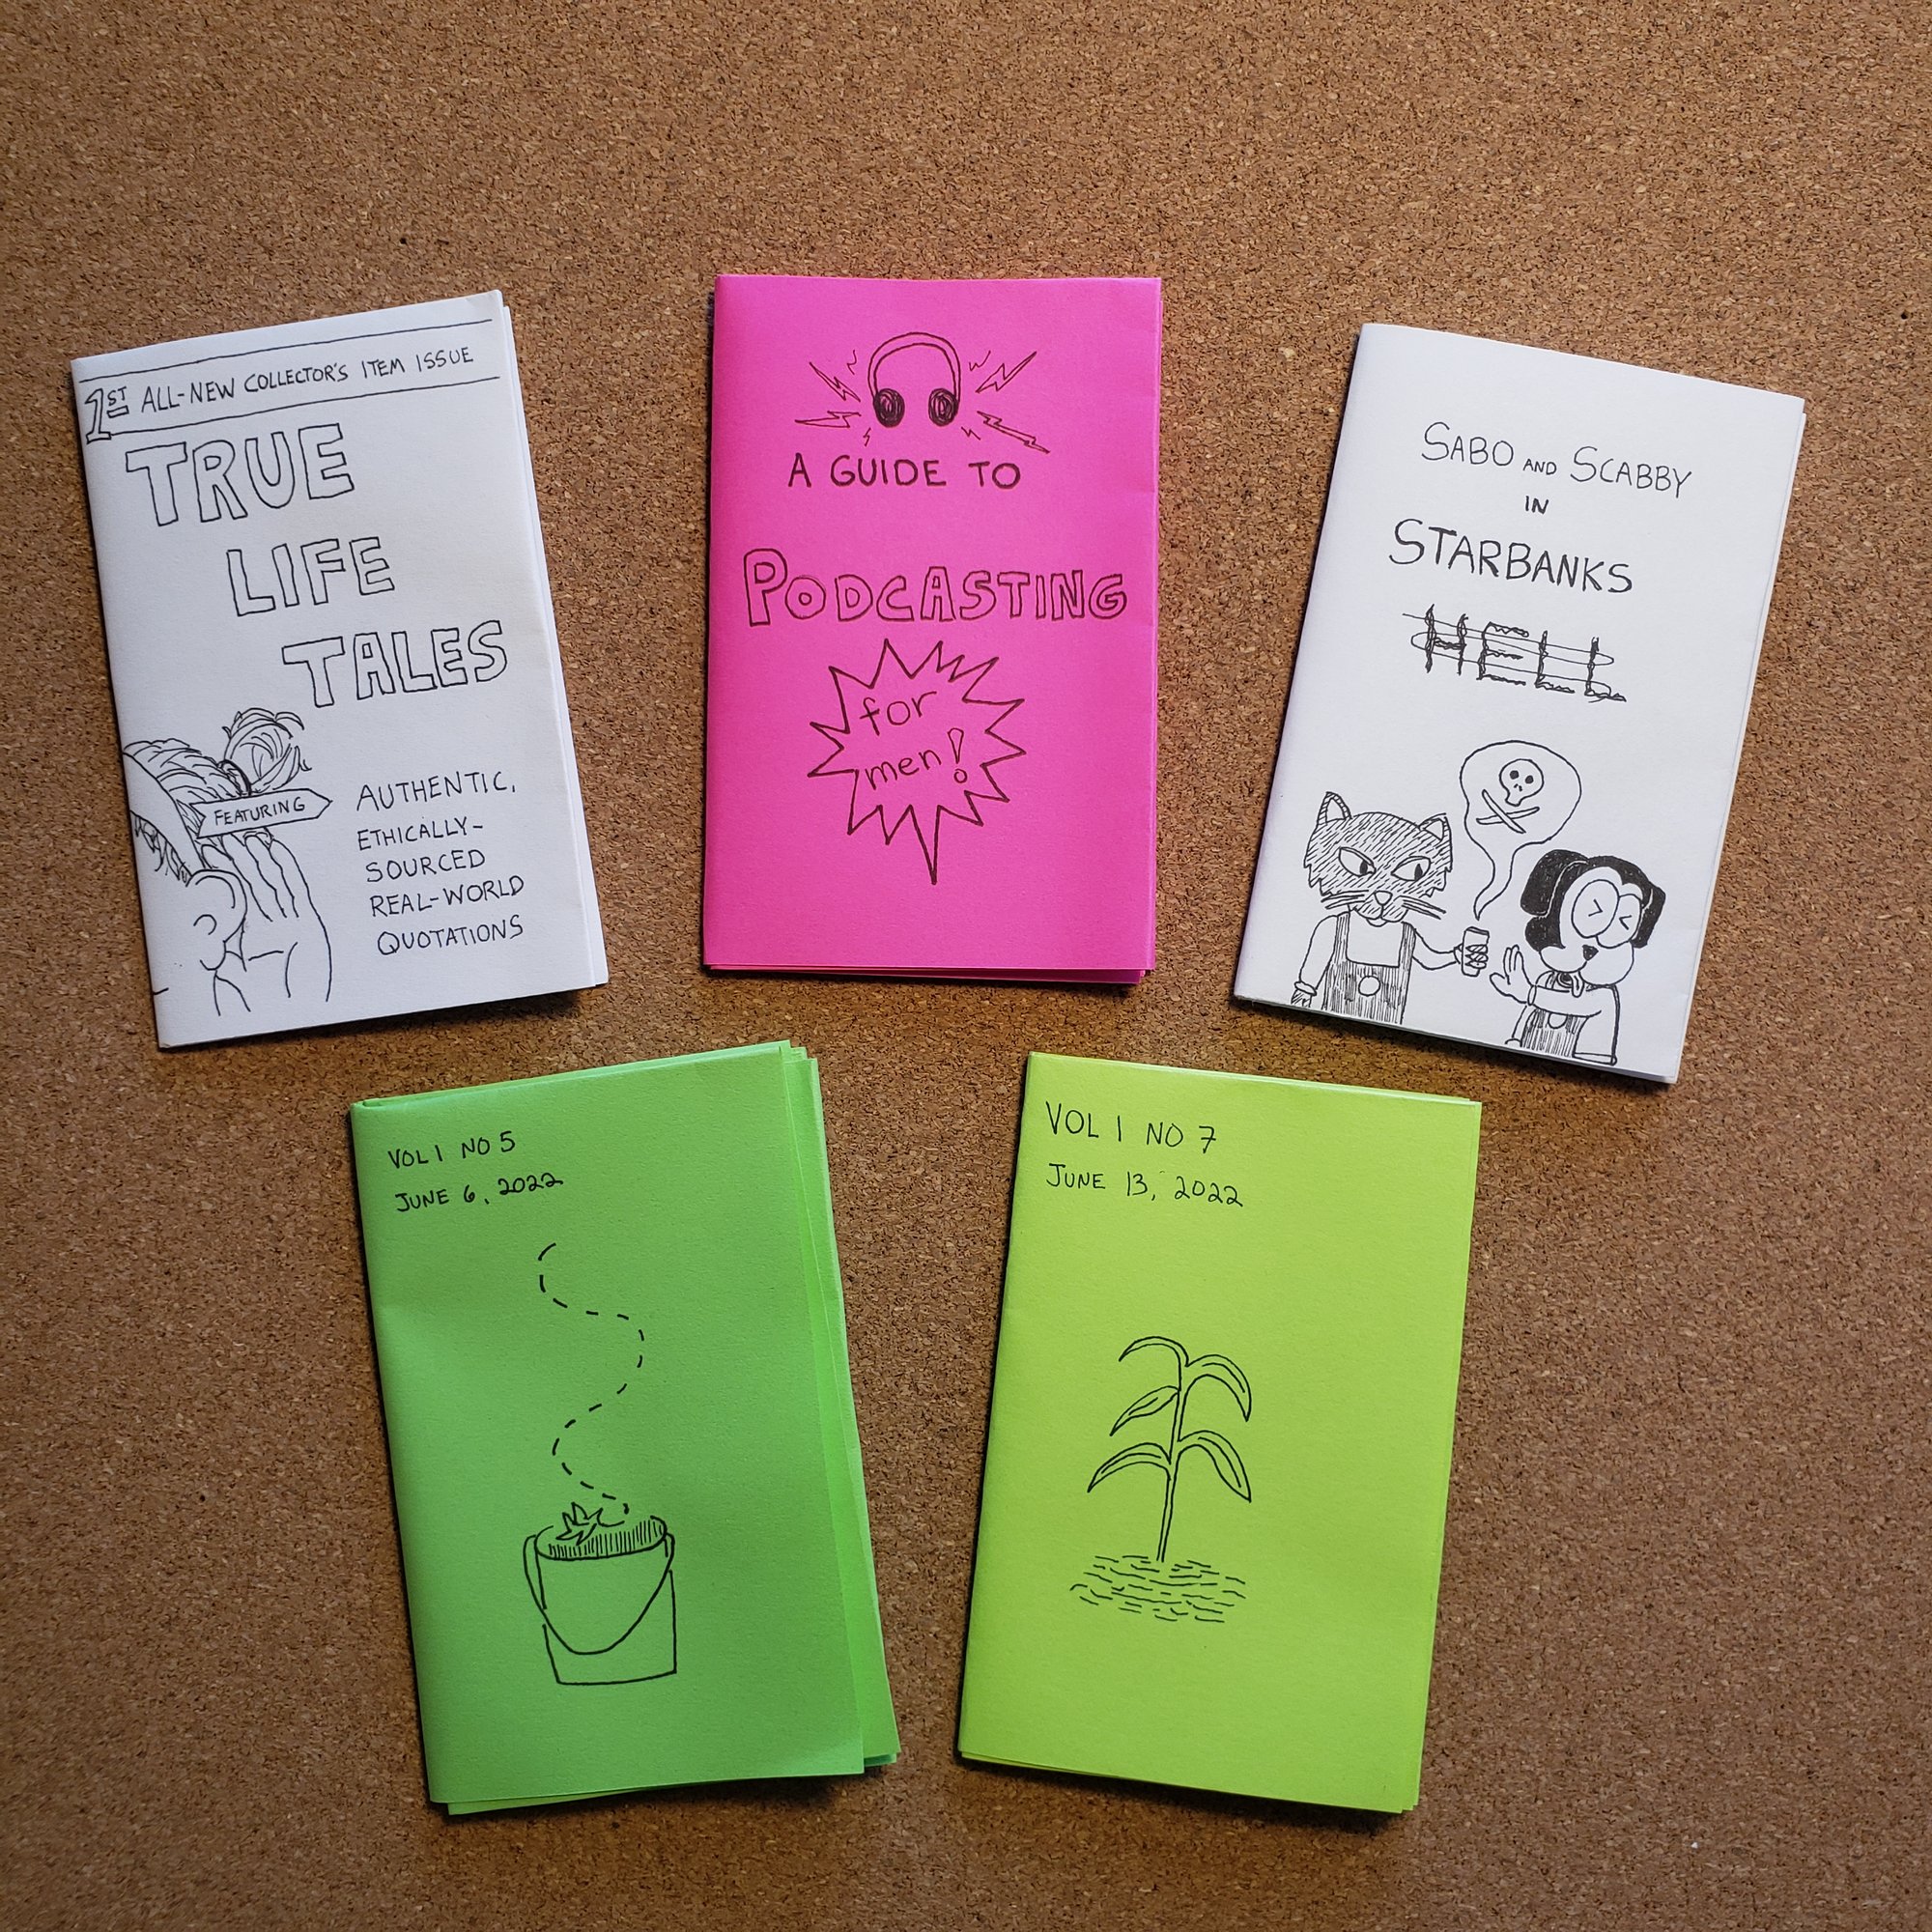 1ST ALL-NEW COLLECTOR'S ITEM ISSUE
TRUE
LIFE
TALES
FEATURING
AUTHENTIC,
ETHICALLY-
SOURCED
REAL-WORLD
QUOTATIONS
A GUIDE TO
PODCASTING
for
men!
SABO AND SCABBY
IN
STARBANKS
HELL
VOL 1 NO 5
JUNE 6, 2022
VOL 1 NO 7
JUNE 13, 2022